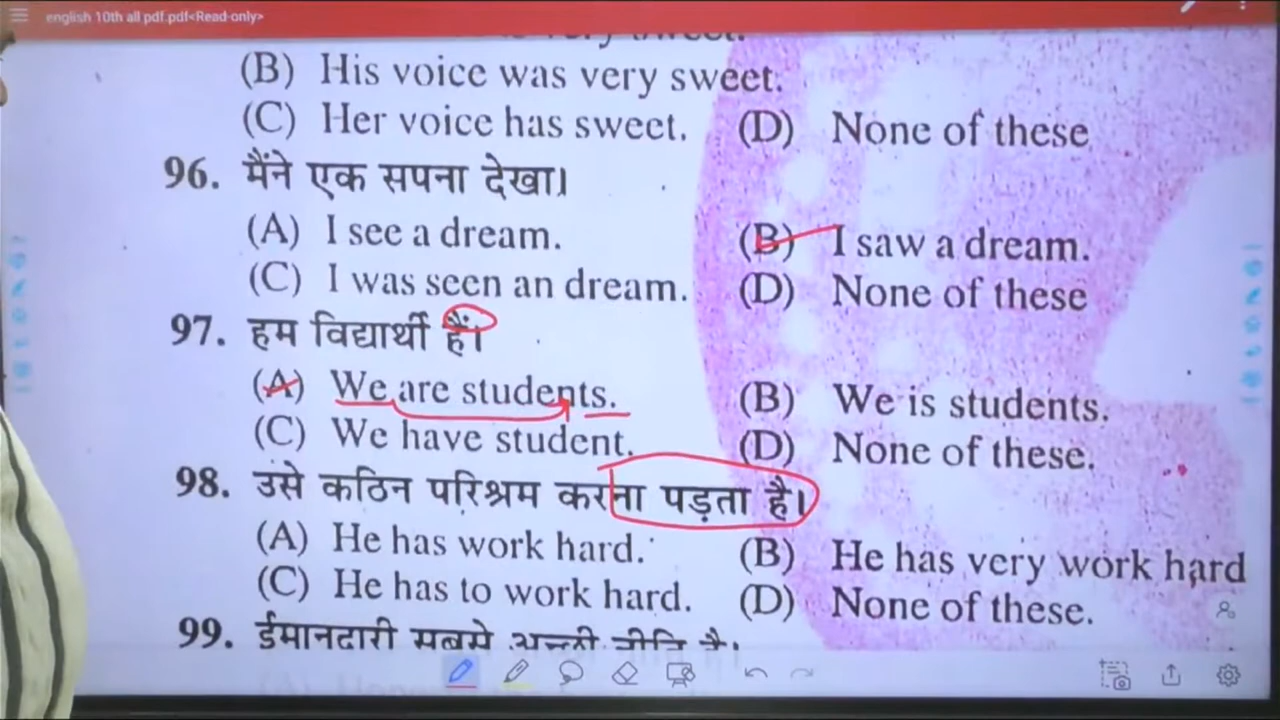 english 10th all pdf.pdf<Read-only>
(B) His voice was very sweet.
(C) Her voice has sweet. (D) None of these
96. मैंने एक सपना देखा।
(A) I see a dream. (B) I saw a dream.
(C) I was seen an dream. (D) None of these
97. हम विद्यार्थी हैं।
(A) We are students. (B) We is students.
(C) We have student. (D) None of these.
98. उसे कठिन परिश्रम करना पड़ता है।
(A) He has work hard. (B) He has very work hard
(C) He has to work hard. (D) None of these.
99. ईमानदारी सबसे अच्छी नीति है।